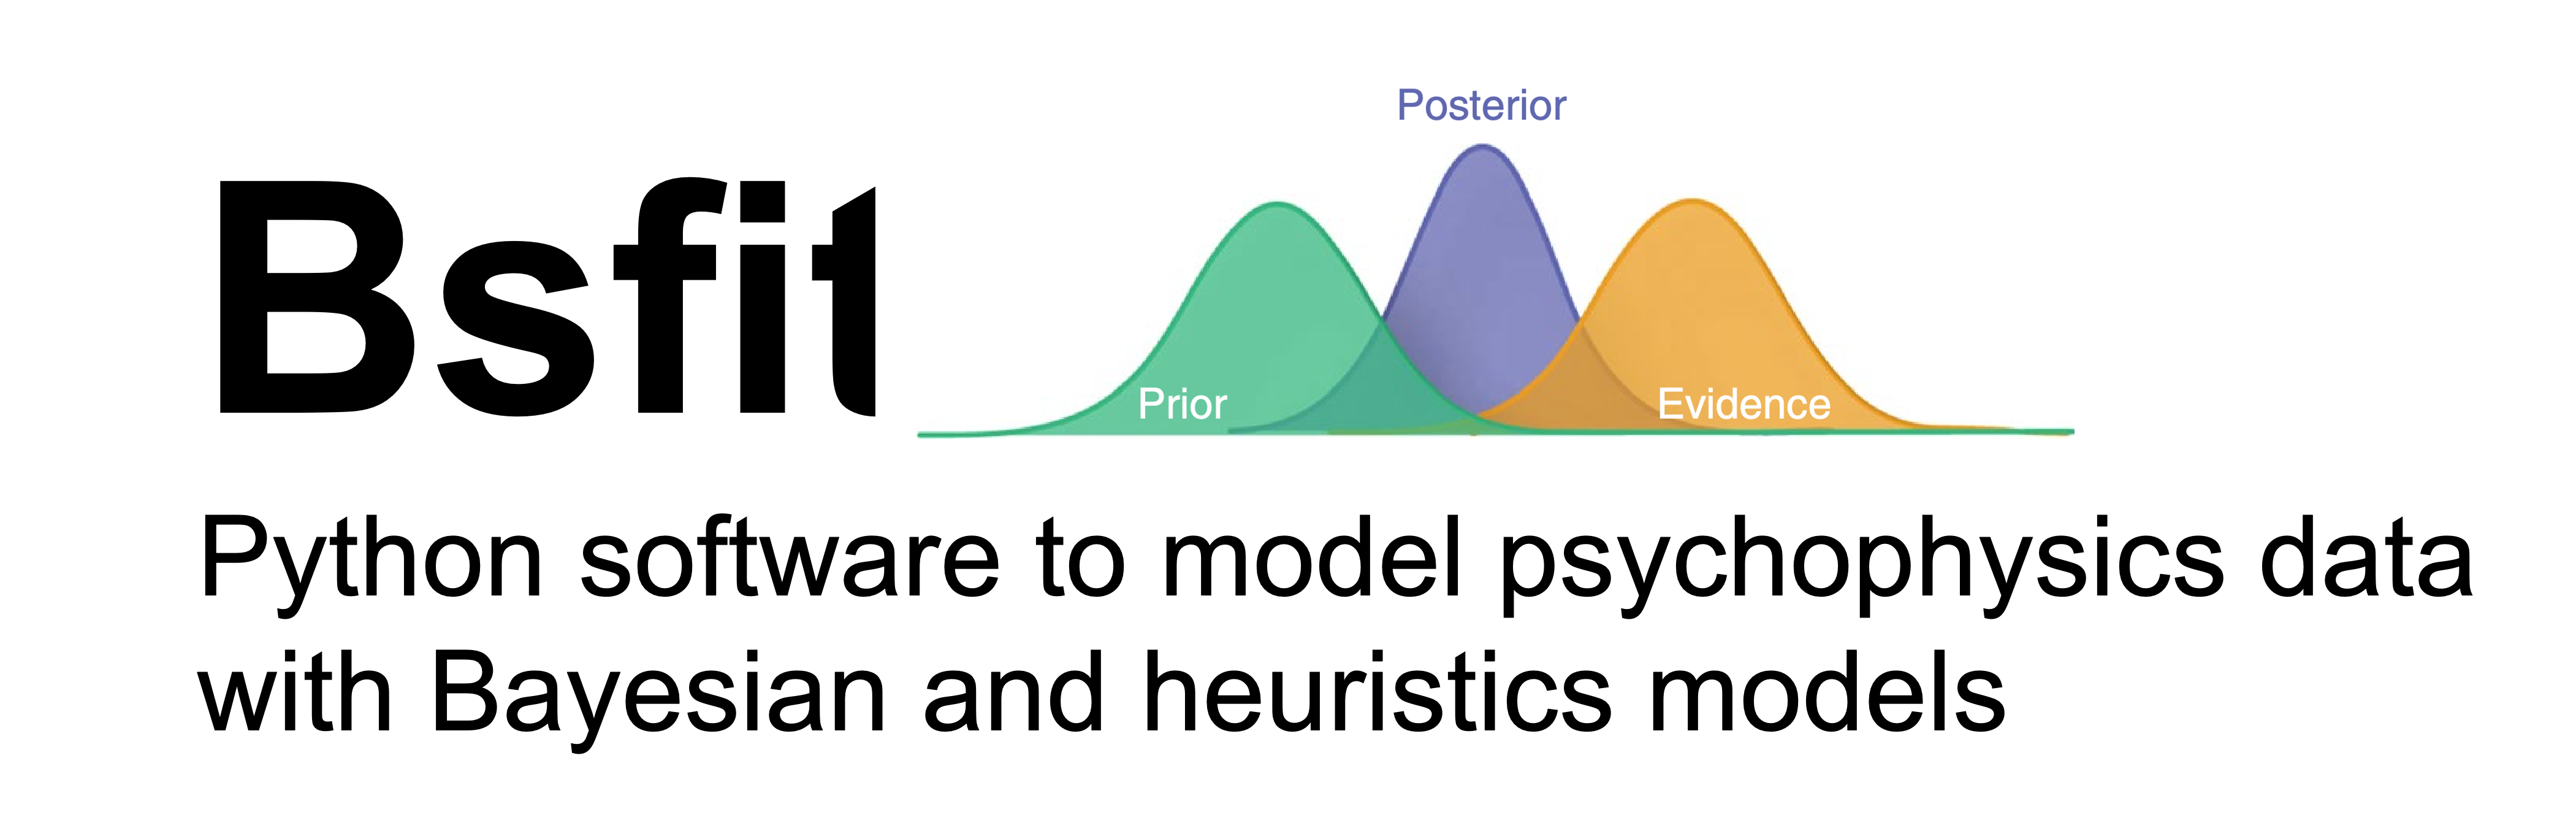 Posterior
Bsfit
Prior
Evidence
Python software to model psychophysics data
with Bayesian and heuristics models